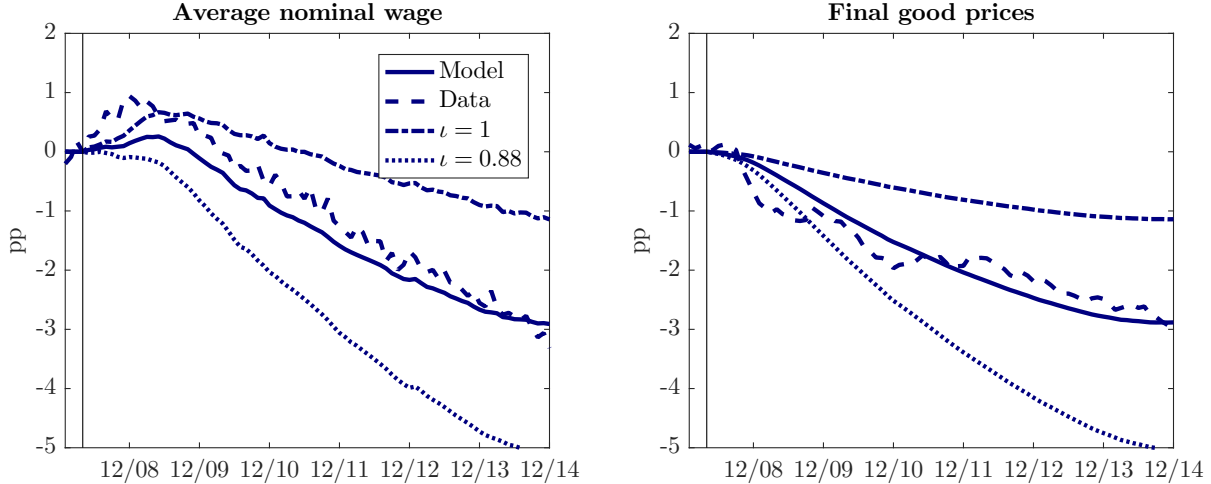 Average nominal wage
2
1
0
-1
-2
-3
-4
-5
pp
12/08 12/09 12/10 12/11 12/12 12/13 12/14
Model
Data
ι = 1
ι = 0.88
Final good prices
2
1
0
-1
-2
-3
-4
-5
pp
12/08 12/09 12/10 12/11 12/12 12/13 12/14